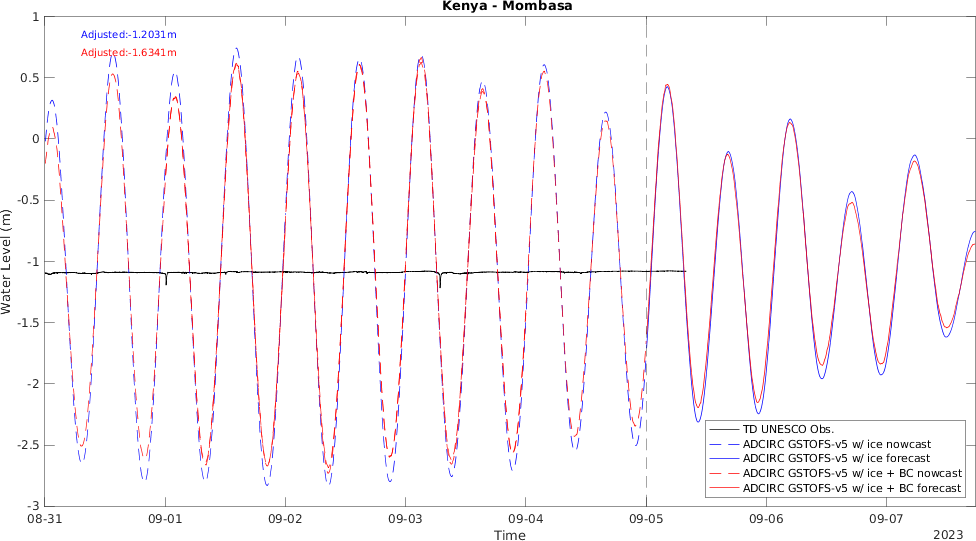 Kenya - Mombasa
Adjusted:-1.2031m
Adjusted:-1.6341m
1
0.5
0
-0.5
-1
-1.5
-2
-2.5
-3
Water Level (m)
08-31 09-01 09-02 09-03 09-04 09-05 09-06 09-07
Time
2023
TD UNESCO Obs.
ADCIRC GSTOFS-v5 w/ ice nowcast
ADCIRC GSTOFS-v5 w/ ice forecast
ADCIRC GSTOFS-v5 w/ ice + BC nowcast
ADCIRC GSTOFS-v5 w/ ice + BC forecast